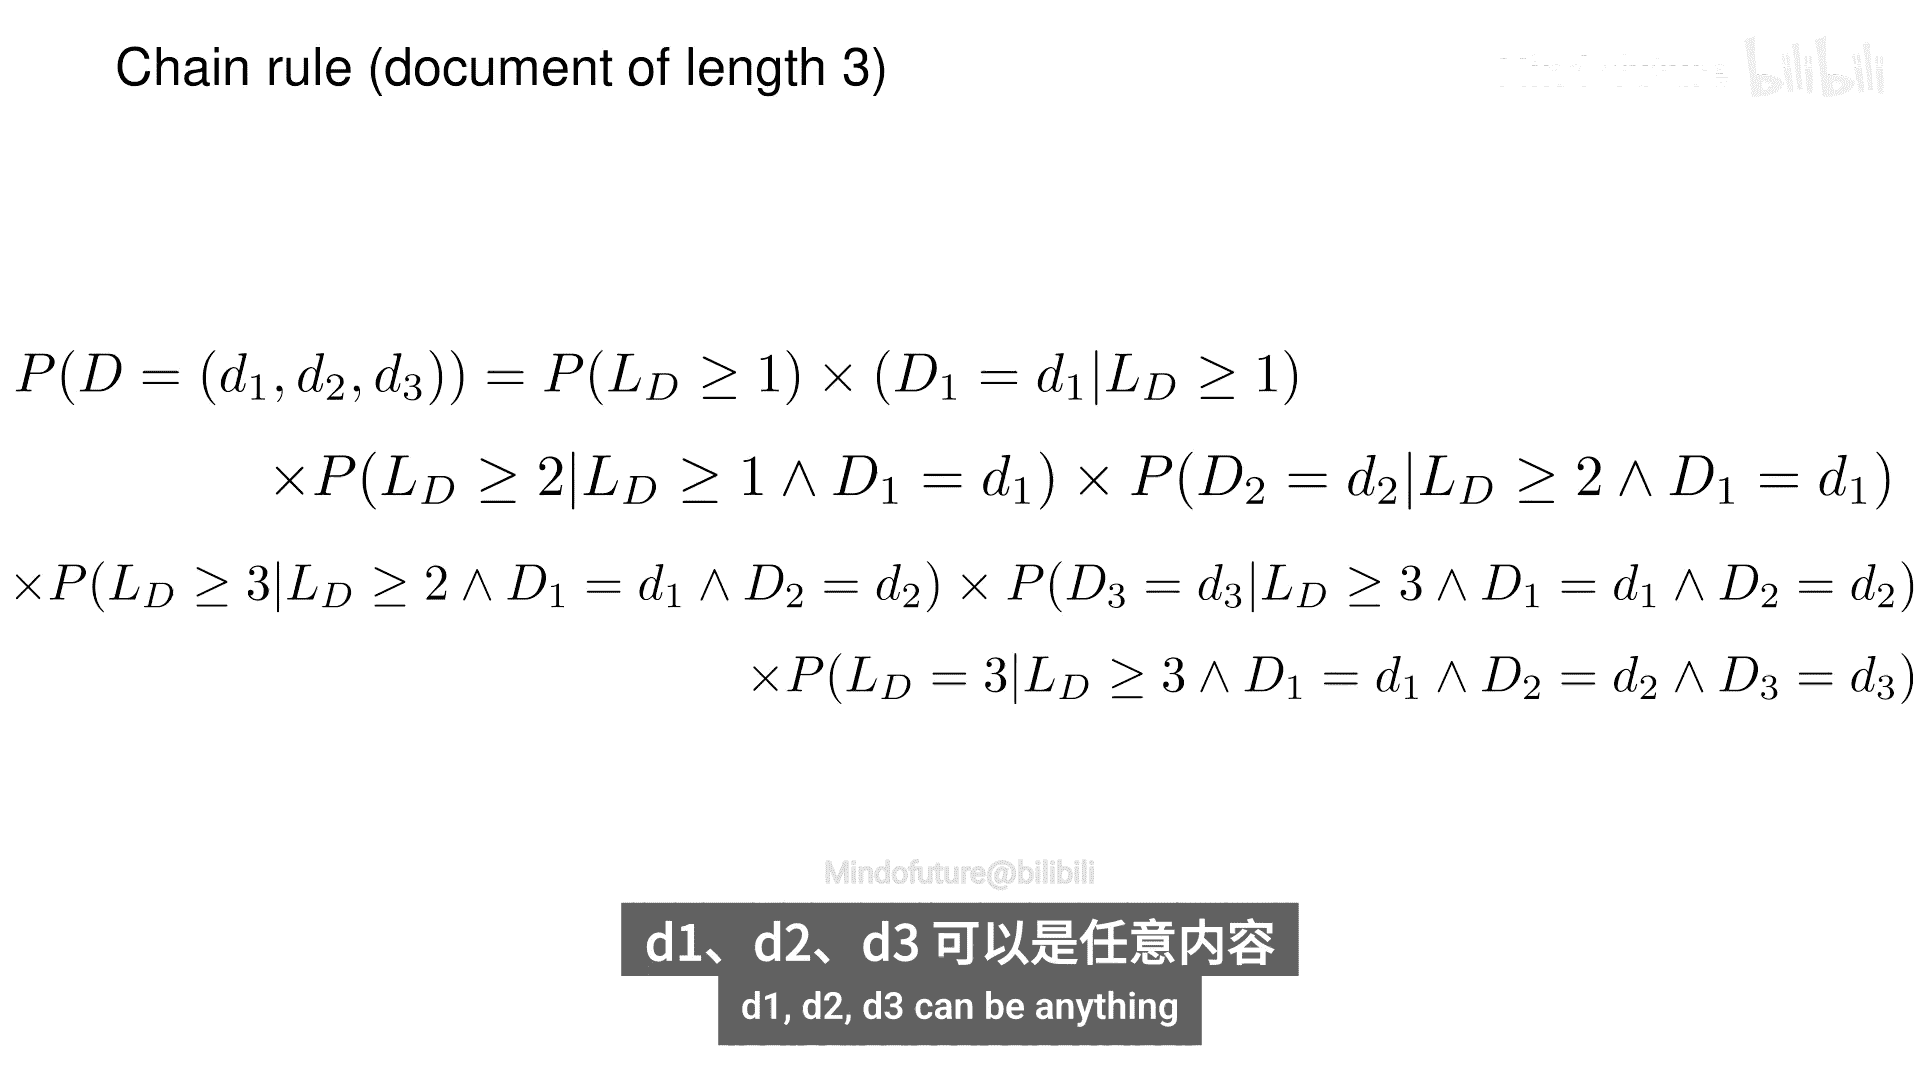 Chain rule (document of length 3)
bilibili
P(D = (d₁, d₂, d₃)) = P(L_D ≥ 1) × (D₁ = d₁|L_D ≥ 1)
×P(L_D ≥ 2|L_D ≥ 1 ∧ D₁ = d₁) × P(D₂ = d₂|L_D ≥ 2 ∧ D₁ = d₁)
×P(L_D ≥ 3|L_D ≥ 2 ∧ D₁ = d₁ ∧ D₂ = d₂) × P(D₃ = d₃|L_D ≥ 3 ∧ D₁ = d₁ ∧ D₂ = d₂)
×P(L_D = 3|L_D ≥ 3 ∧ D₁ = d₁ ∧ D₂ = d₂ ∧ D₃ = d₃)
Mindofuture@bilibili
d1、d2、d3 可以是任意内容
d1, d2, d3 can be anything